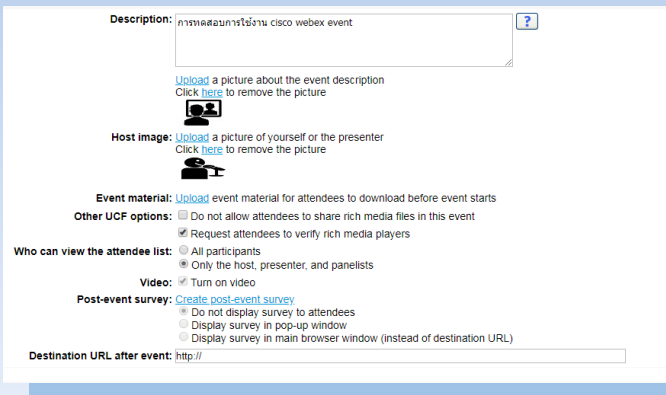 Description: การทดสอบการใช่งาน cisco webex event ?
Upload a picture about the event description
Click here to remove the picture
Host image: Upload a picture of yourself or the presenter
Click here to remove the picture
Event material: Upload event material for attendees to download before event starts
Other UCF options: Do not allow attendees to share rich media files in this event
Request attendees to verify rich media players
Who can view the attendee list: All participants
Only the host, presenter, and panelists
Video: Turn on video
Post-event survey: Create post-event survey
Do not display survey to attendees
Display survey in pop-up window
Display survey in main browser window (instead of destination URL)
Destination URL after event: http://